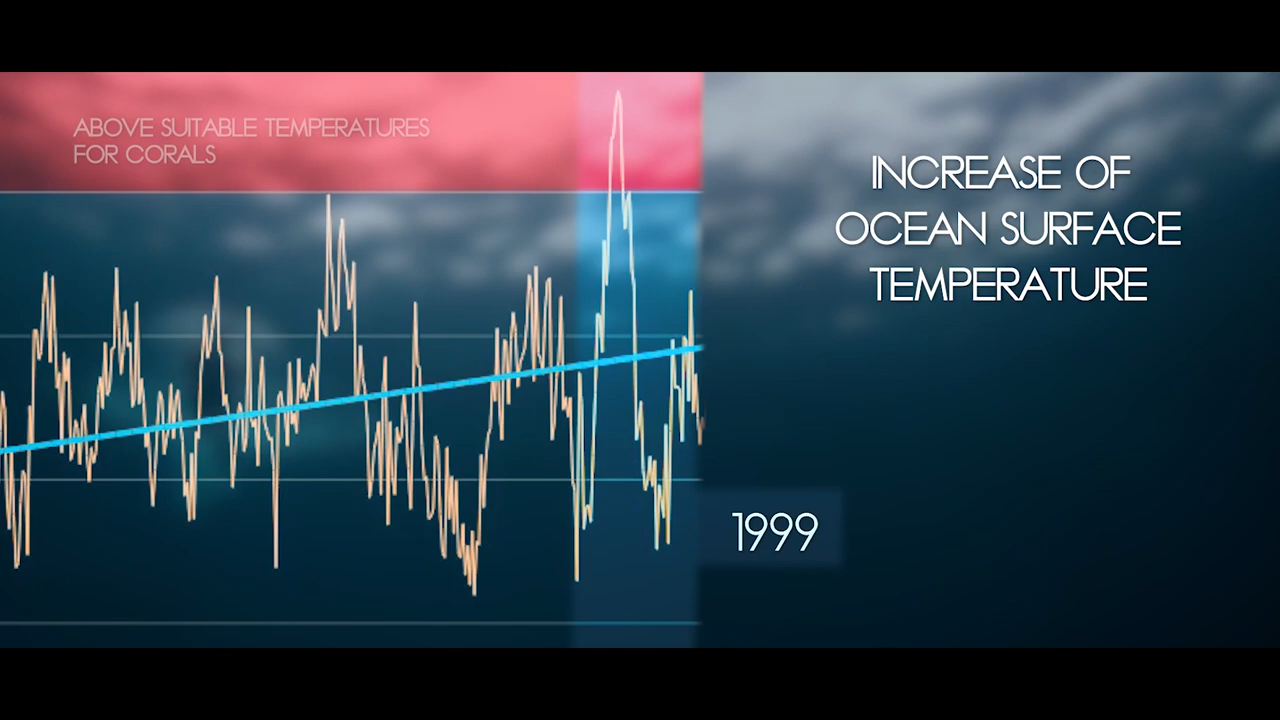 ABOVE SUITABLE TEMPERATURES
FOR CORALS
INCREASE OF
OCEAN SURFACE
TEMPERATURE
1999